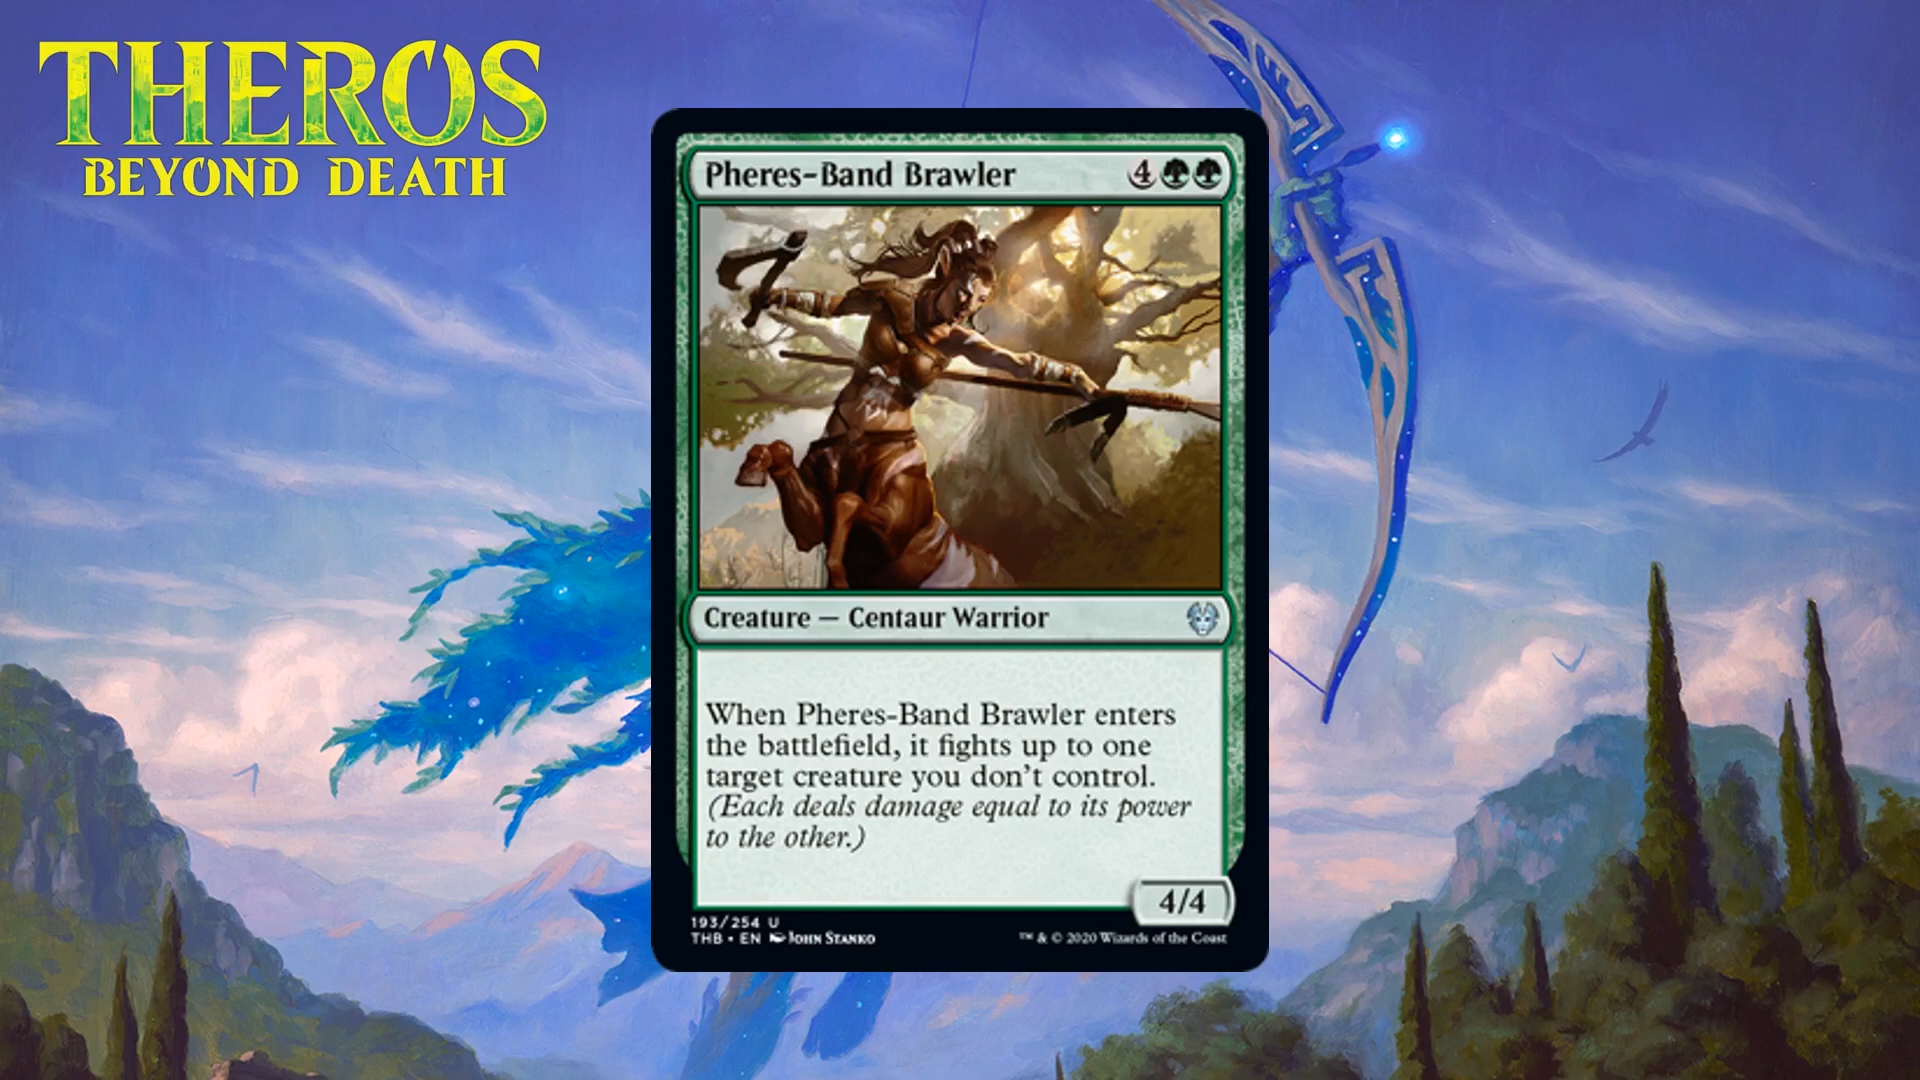 THEROS
BEYOND DEATH
Pheres-Band Brawler 4
Creature — Centaur Warrior
When Pheres-Band Brawler enters
the battlefield, it fights up to one
target creature you don't control.
(Each deals damage equal to its power
to the other.)
4/4
193/254 U
THB • EN John Stanko
™ & © 2020 Wizards of the Coast